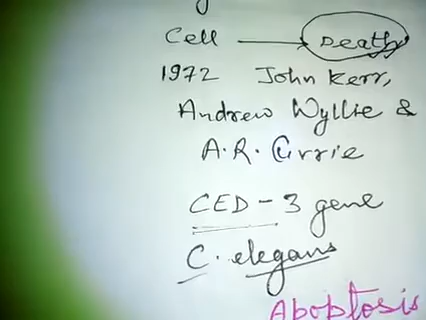 Cell → Death
1972 John Kerr,
Andrew Wyllie &
A.R. Currie
CED-3 gene
C. elegans
Apoptosis